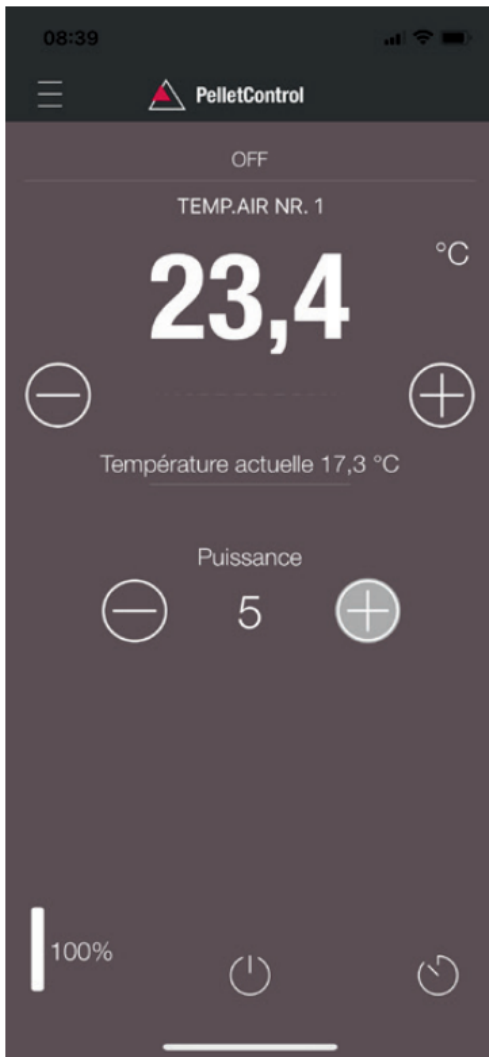 08:39
PelletControl
OFF
TEMP.AIR NR. 1
23,4
°C
Température actuelle 17,3 °C
Puissance
5
100%